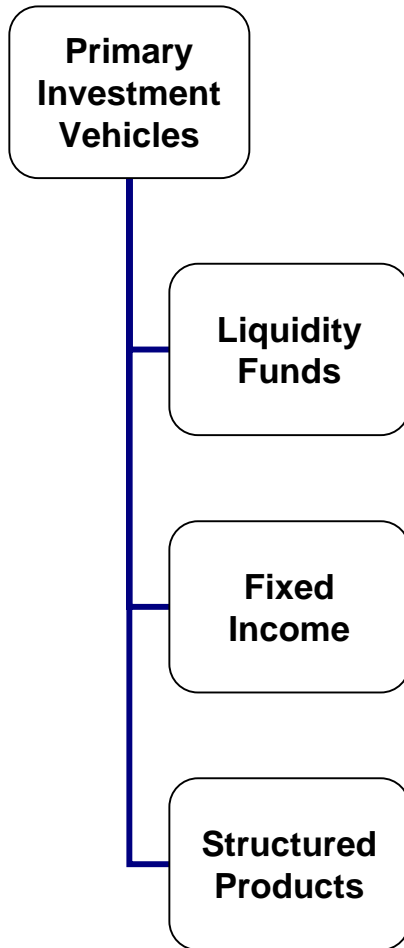 Primary
Investment
Vehicles
Liquidity
Funds
Fixed
Income
Structured
Products